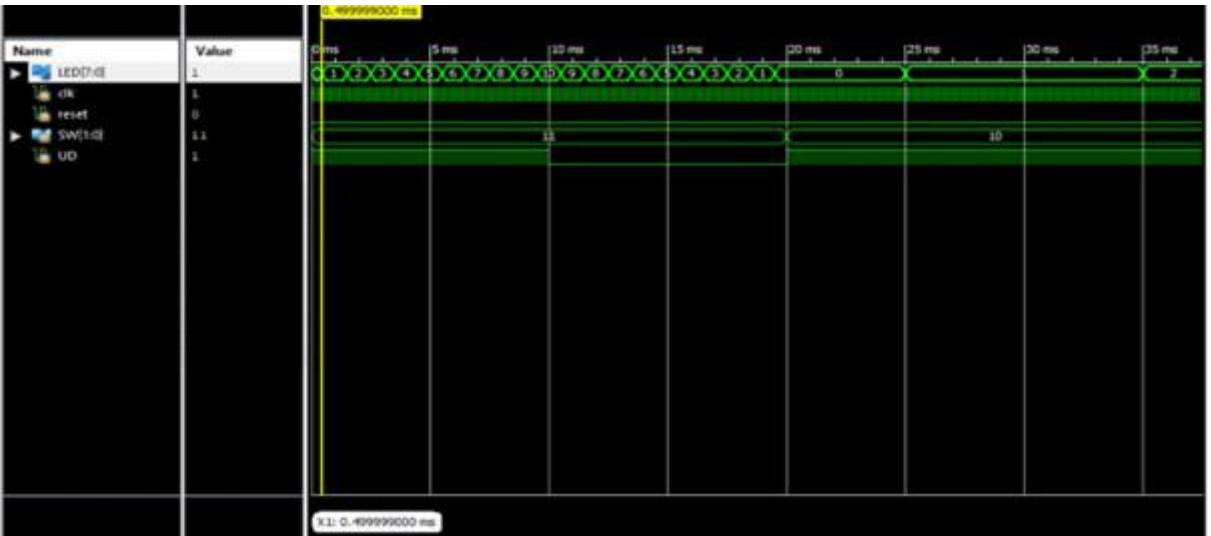 0.499999000 ms
Name Value 0 ms 5 ms 10 ms 15 ms 20 ms 25 ms 30 ms 35 ms
LED[7:0] 1 0 1 2 3 4 5 6 7 8 9 10 9 8 7 6 5 4 3 2 1 0 1 2
clk 1
reset 0
SW[1:0] 11 11 10
UD 1
X1: 0.499999000 ms